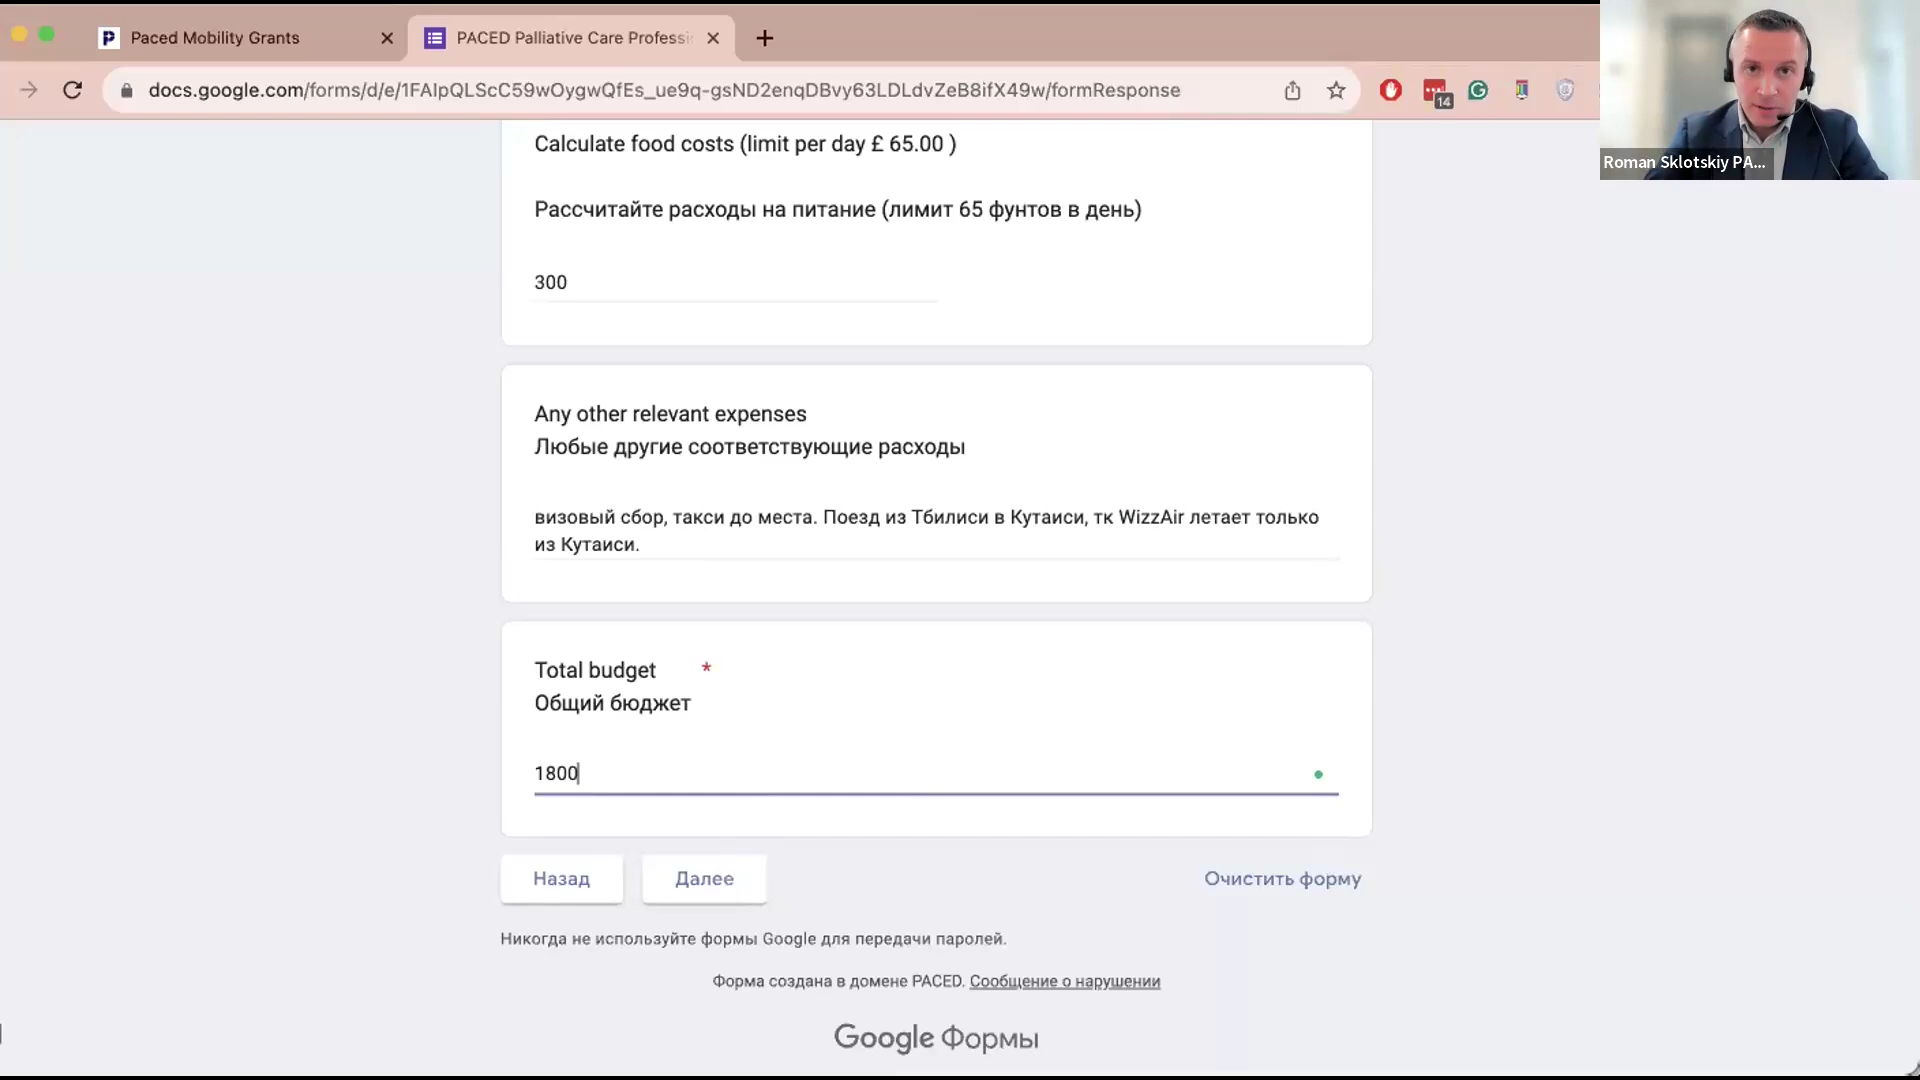 Paced Mobility Grants
PACED Palliative Care Professi
docs.google.com/forms/d/e/1FAIpQLScC59wOygwQfEs_ue9q-gsND2enqDBvy63LDLdvZeB8ifX49w/formResponse
14
Roman Sklotskiy PA...
Calculate food costs (limit per day £ 65.00 )
Рассчитайте расходы на питание (лимит 65 фунтов в день)
300
Any other relevant expenses
Любые другие соответствующие расходы
визовый сбор, такси до места. Поезд из Тбилиси в Кутаиси, тк WizzAir летает только
из Кутаиси.
Total budget *
Общий бюджет
1800
Назад
Далее
Очистить форму
Никогда не используйте формы Google для передачи паролей.
Форма создана в домене PACED. Сообщение о нарушении
Google Формы